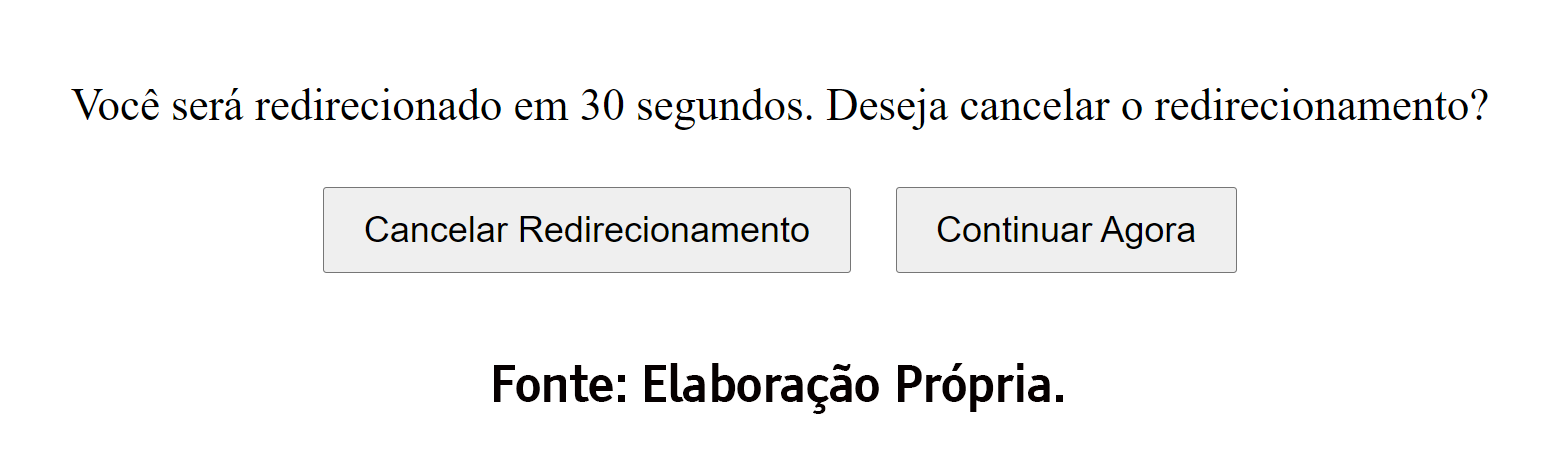 Você será redirecionado em 30 segundos. Deseja cancelar o redirecionamento?
Cancelar Redirecionamento
Continuar Agora
Fonte: Elaboração Própria.